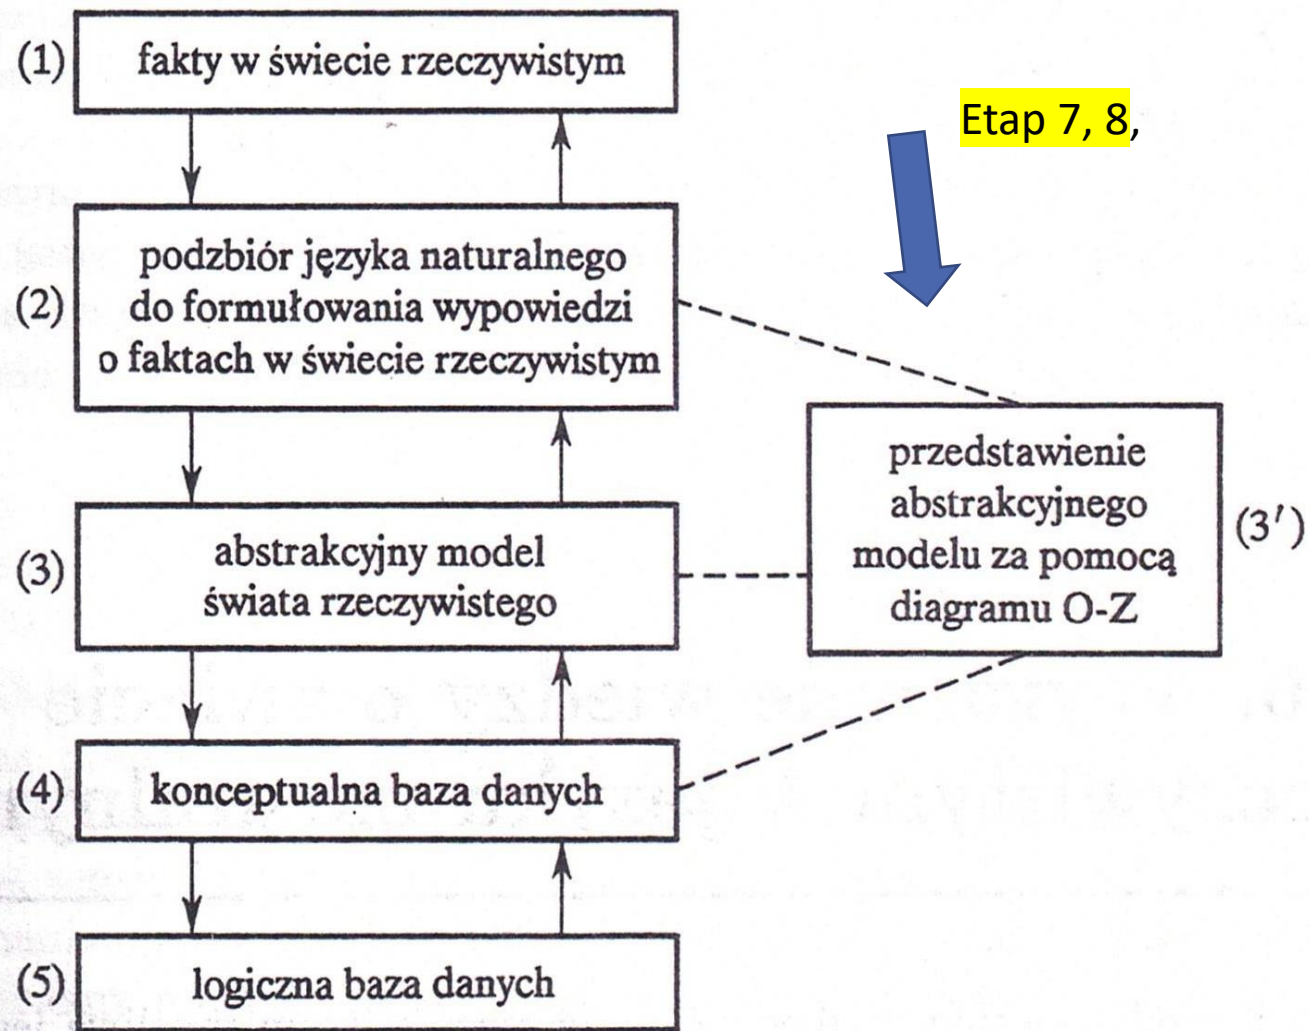 (1) fakty w świecie rzeczywistym
Etap 7, 8,
podzbiór języka naturalnego
(2) do formułowania wypowiedzi
o faktach w świecie rzeczywistym
przedstawienie
abstrakcyjnego
modelu za pomocą
diagramu O-Z
(3')
abstrakcyjny model
(3) świata rzeczywistego
(4) konceptualna baza danych
(5) logiczna baza danych